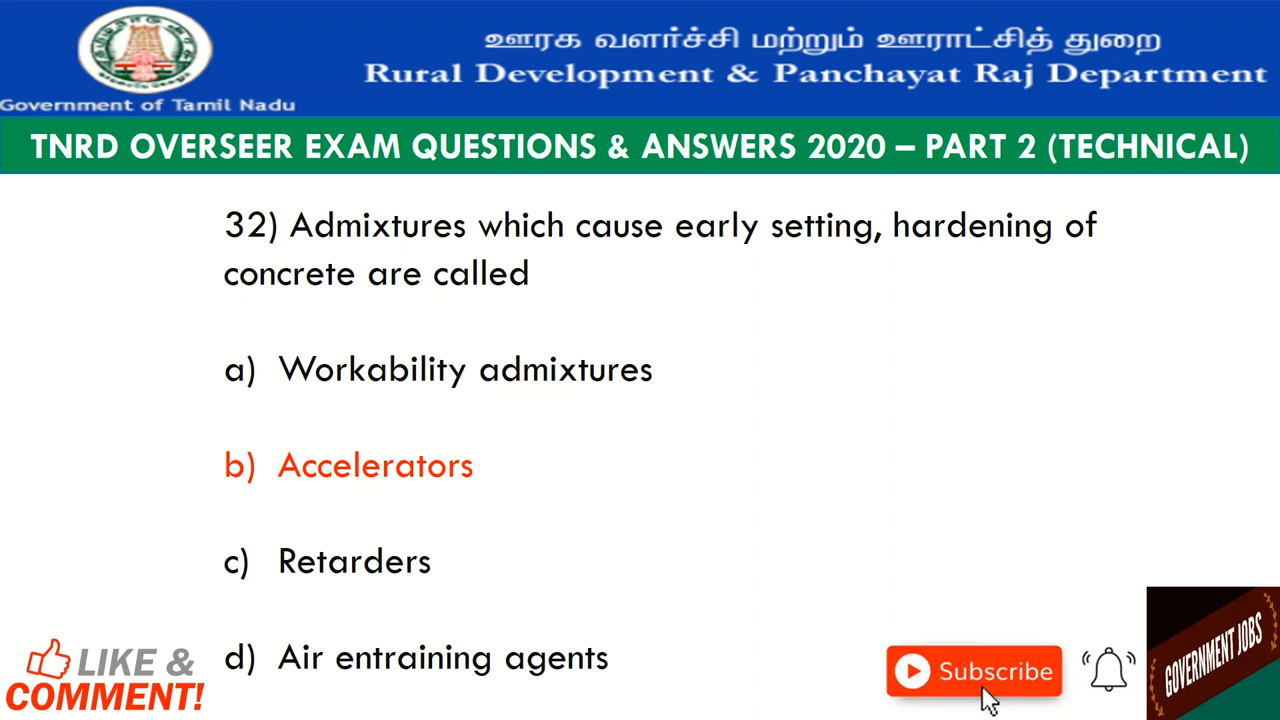 ஊரக வளர்ச்சி மற்றும் ஊராட்சித் துறை
Rural Development & Panchayat Raj Department
Government of Tamil Nadu
TNRD OVERSEER EXAM QUESTIONS & ANSWERS 2020 – PART 2 (TECHNICAL)
32) Admixtures which cause early setting, hardening of
concrete are called
a) Workability admixtures
b) Accelerators
c) Retarders
d) Air entraining agents
LIKE &
COMMENT!
Subscribe
GOVERNMENT JOBS